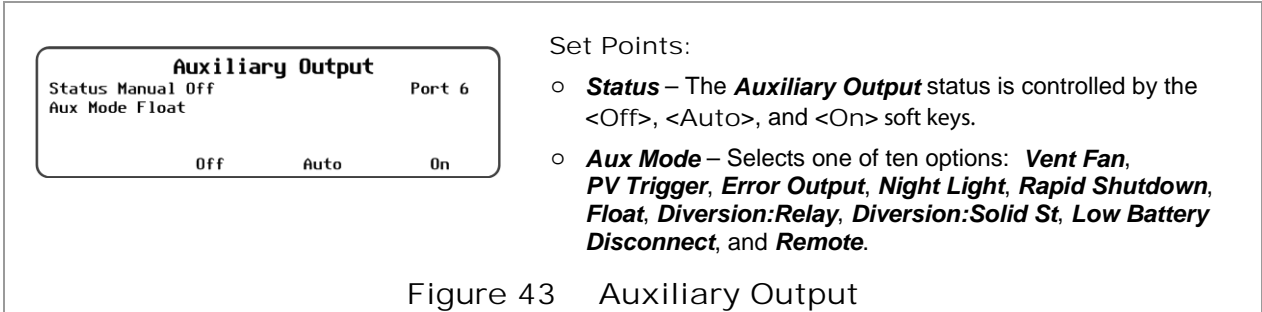 Auxiliary Output
Status Manual Off Port 6
Aux Mode Float
Off Auto On
Set Points:
○ Status – The Auxiliary Output status is controlled by the
<Off>, <Auto>, and <On> soft keys.
○ Aux Mode – Selects one of ten options: Vent Fan,
PV Trigger, Error Output, Night Light, Rapid Shutdown,
Float, Diversion:Relay, Diversion:Solid St, Low Battery
Disconnect, and Remote.
Figure 43 Auxiliary Output